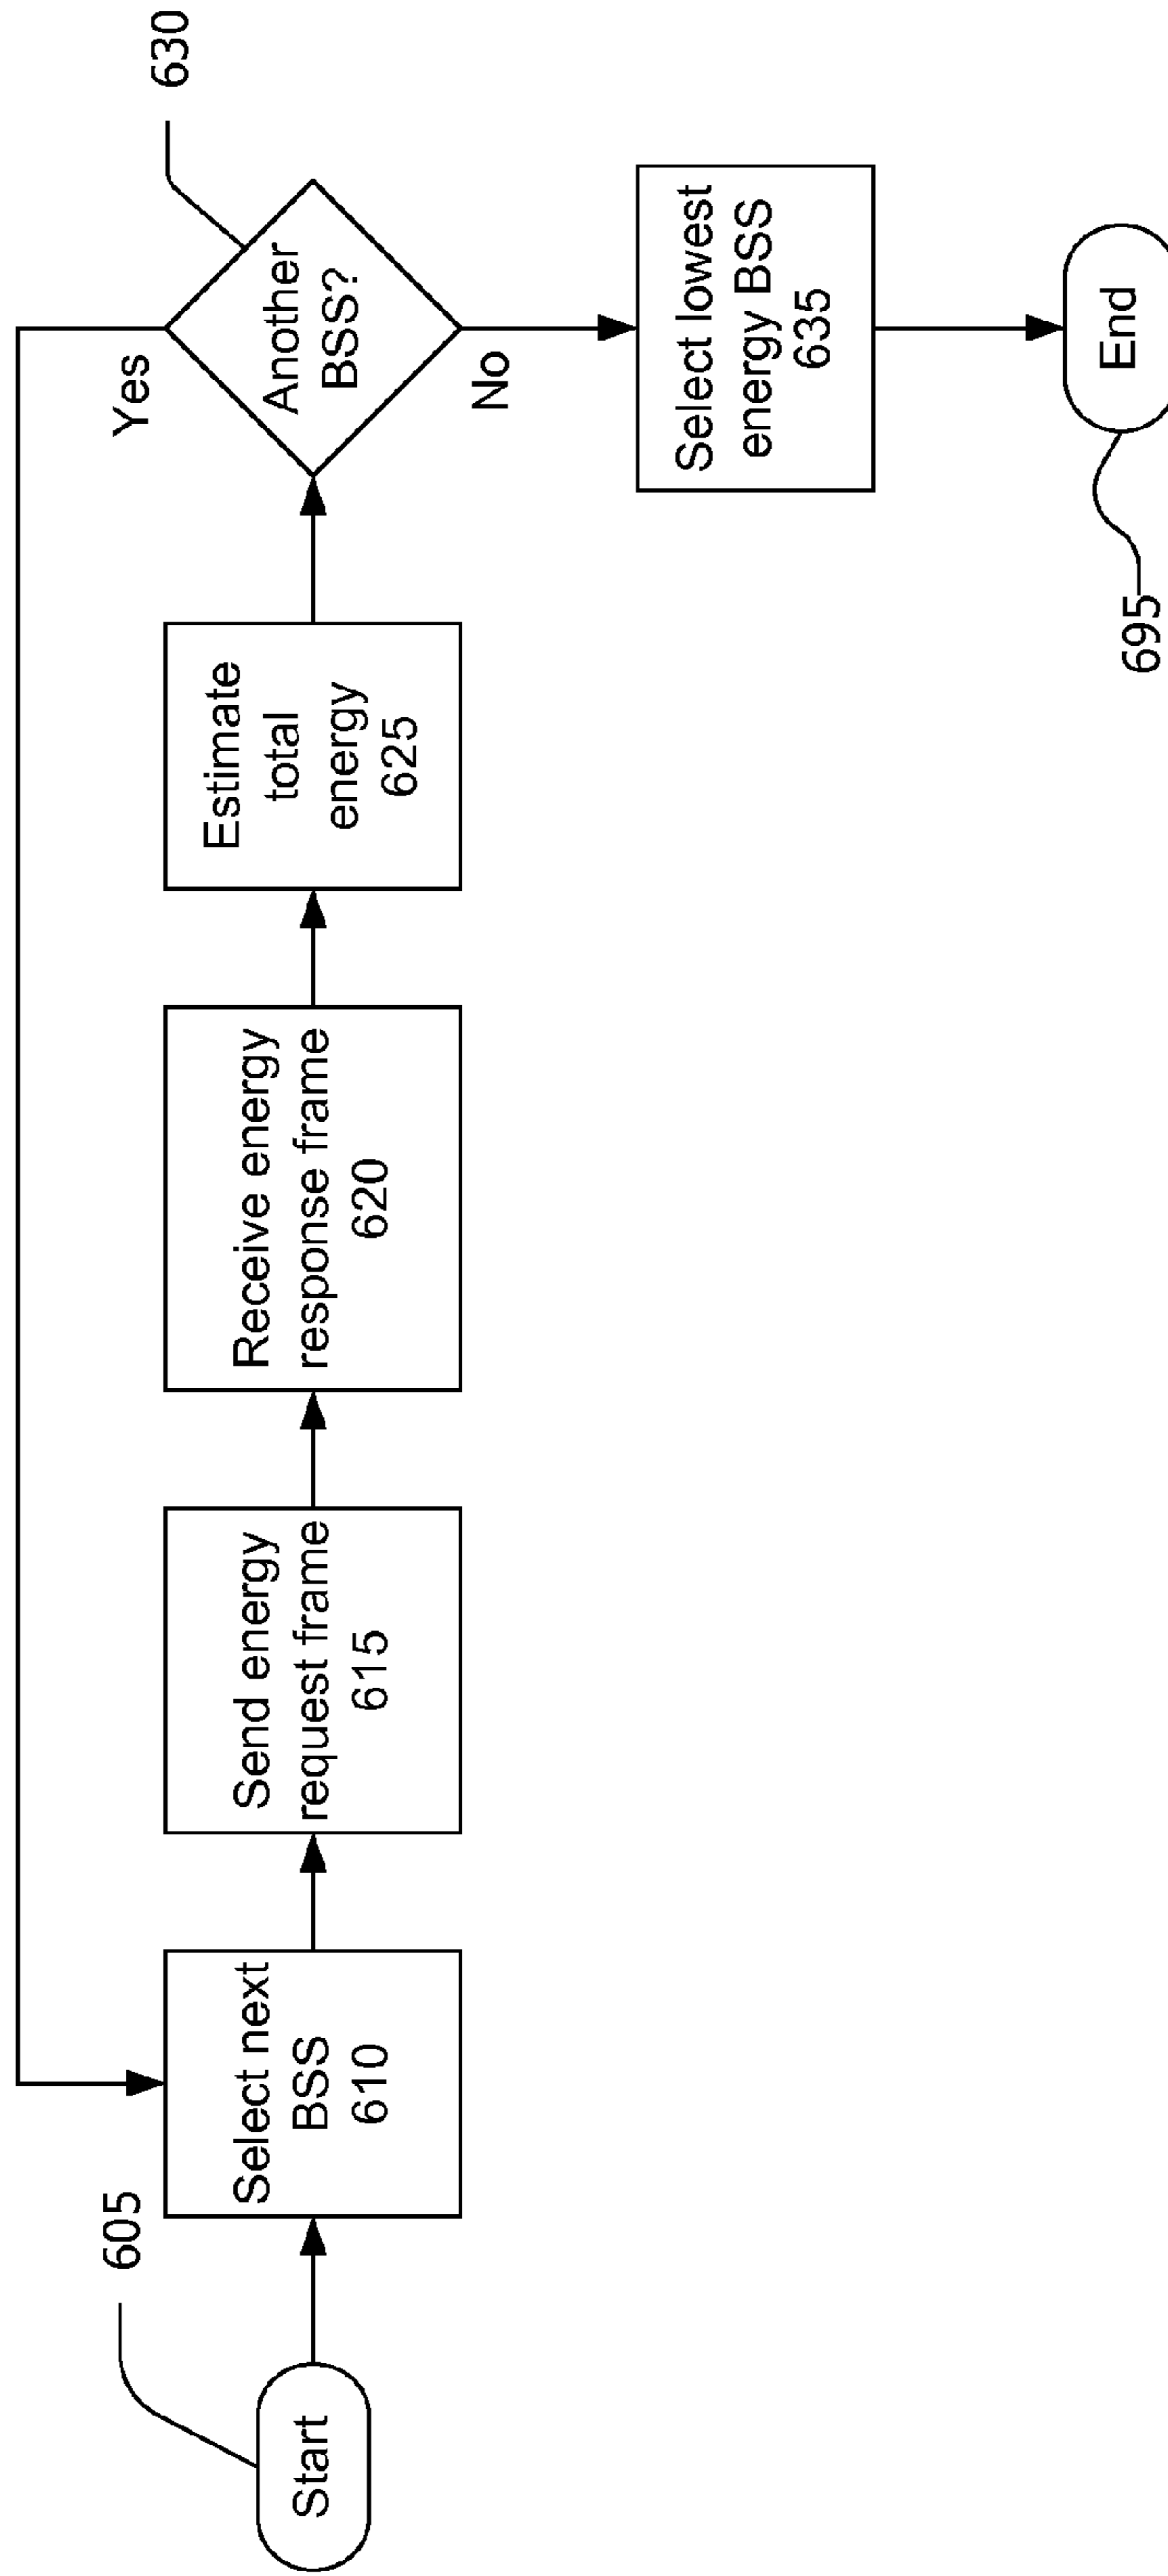 605
Start
Select next
BSS
610
Send energy
request frame
615
Receive energy
response frame
620
Estimate
total
energy
625
630
Another
BSS?
Yes
No
Select lowest
energy BSS
635
End
695